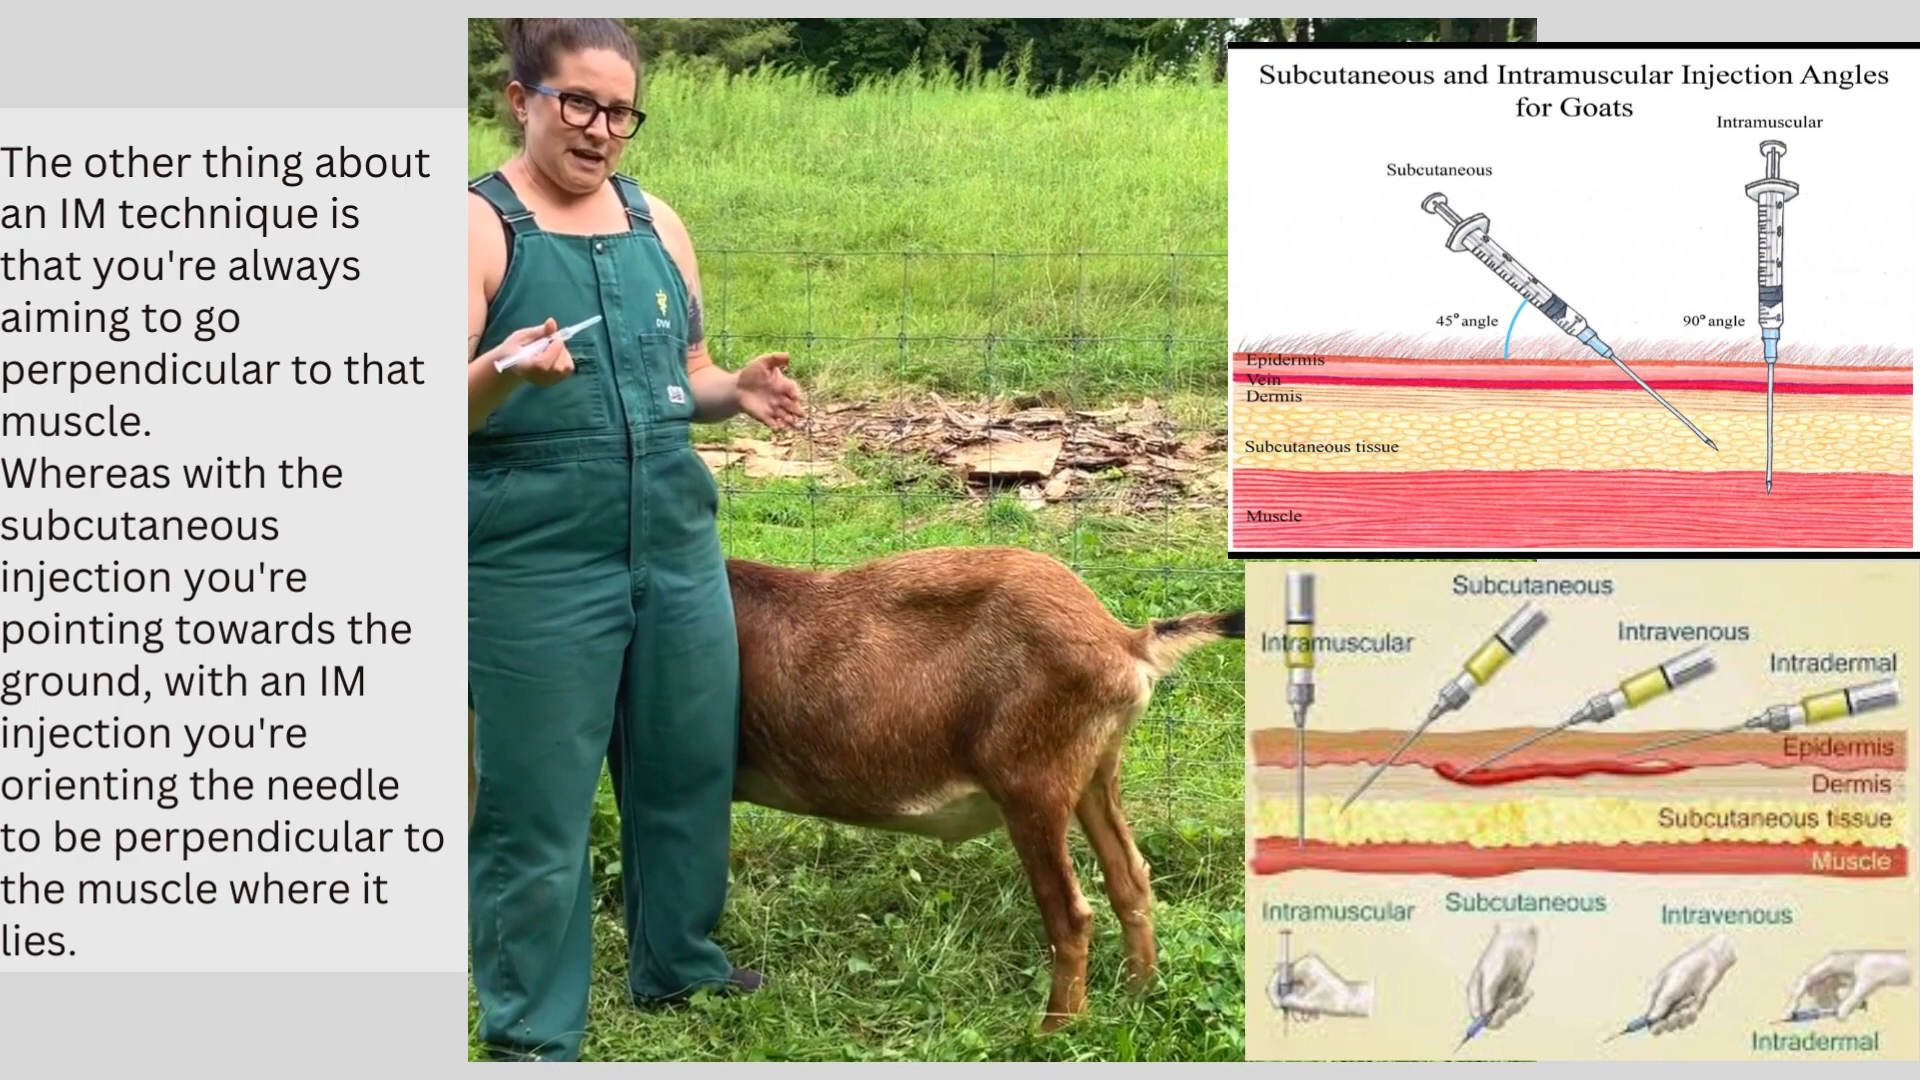 The other thing about
an IM technique is
that you're always
aiming to go
perpendicular to that
muscle.
Whereas with the
subcutaneous
injection you're
pointing towards the
ground, with an IM
injection you're
orienting the needle
to be perpendicular to
the muscle where it
lies.
DVM
Subcutaneous and Intramuscular Injection Angles
for Goats
Intramuscular
Subcutaneous
45° angle
90° angle
Epidermis
Vein
Dermis
Subcutaneous tissue
Muscle
Subcutaneous
Intramuscular
Intravenous
Intradermal
Epidermis
Dermis
Subcutaneous tissue
Muscle
Intramuscular
Subcutaneous
Intravenous
Intradermal